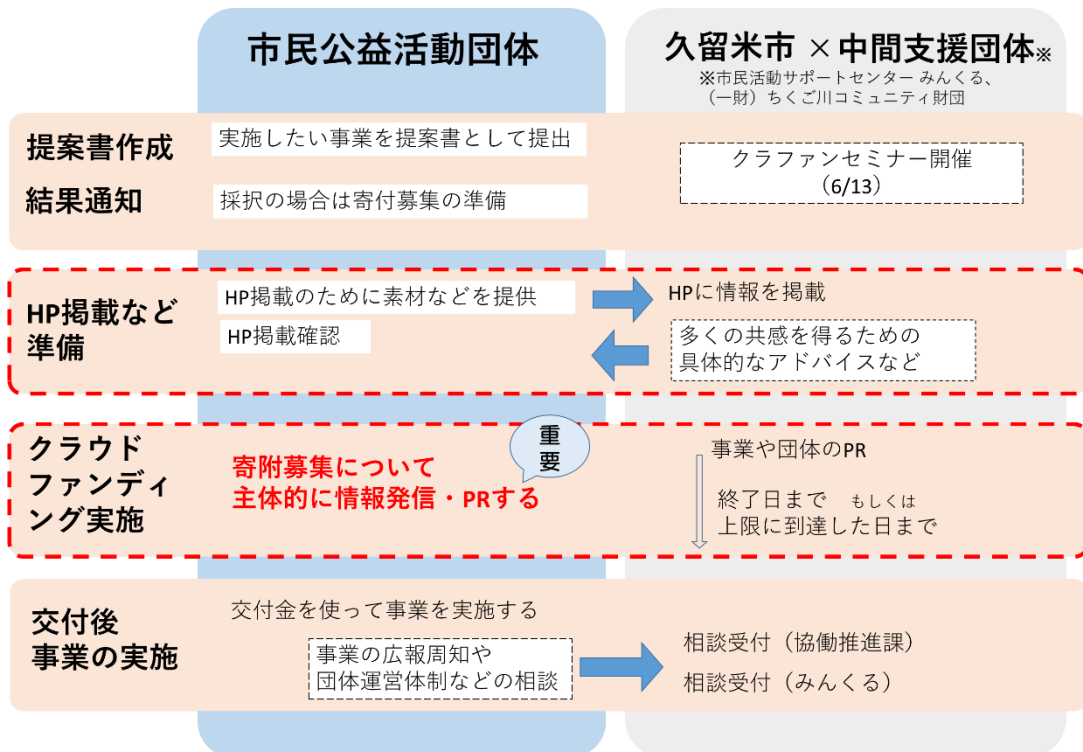 市民公益活動団体
久留米市 × 中間支援団体※
※市民活動サポートセンター みんくる、
（一財）ちくご川コミュニティ財団
提案書作成
実施したい事業を提案書として提出
クラファンセミナー開催
（6/13）
結果通知
採択の場合は寄付募集の準備
HP掲載など
準備
HP掲載のために素材などを提供
HP掲載確認
HPに情報を掲載
多くの共感を得るための
具体的なアドバイスなど
クラウド
ファンディ
ング実施
重
要
寄附募集について
主体的に情報発信・PRする
事業や団体のPR
終了日まで　もしくは
上限に到達した日まで
交付後
事業の実施
交付金を使って事業を実施する
事業の広報周知や
団体運営体制などの相談
相談受付（協働推進課）
相談受付（みんくる）